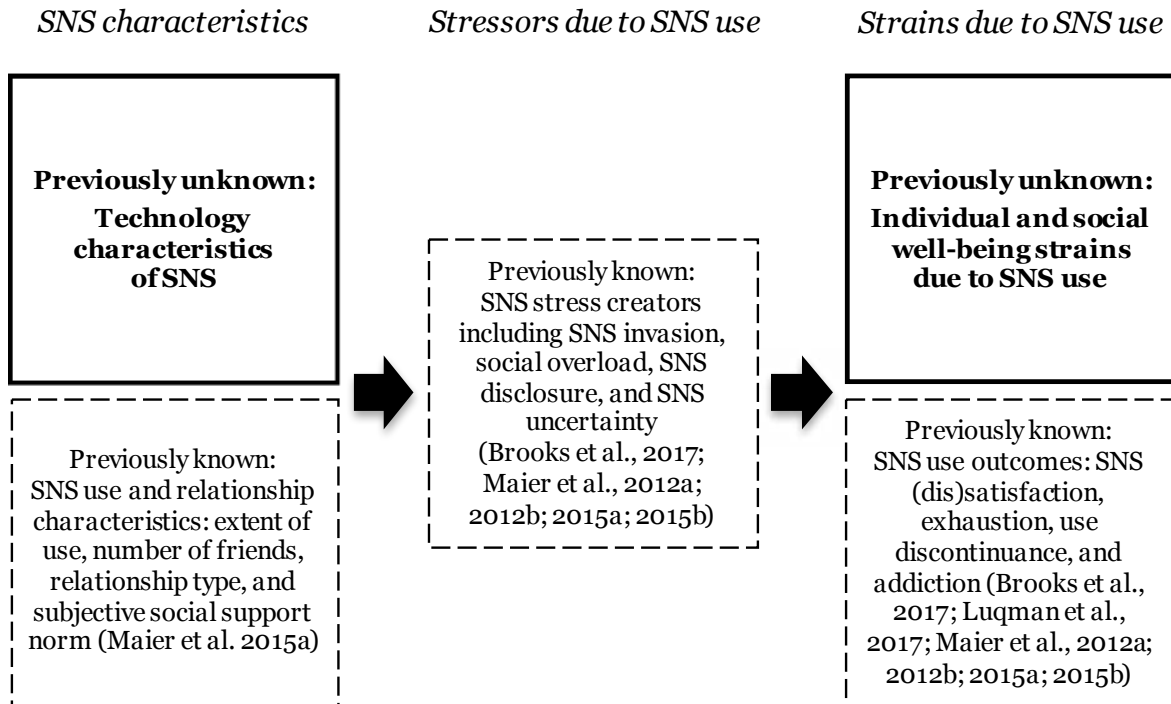 SNS characteristics
Stressors due to SNS use
Strains due to SNS use
Previously unknown:
Technology
characteristics
of SNS
Previously known:
SNS use and relationship
characteristics: extent of
use, number of friends,
relationship type, and
subjective social support
norm (Maier et al. 2015a)
Previously known:
SNS stress creators
including SNS invasion,
social overload, SNS
disclosure, and SNS
uncertainty
(Brooks et al., 2017;
Maier et al., 2012a;
2012b; 2015a; 2015b)
Previously unknown:
Individual and social
well-being strains
due to SNS use
Previously known:
SNS use outcomes: SNS
(dis)satisfaction,
exhaustion, use
discontinuance, and
addiction (Brooks et al.,
2017; Luqman et al.,
2017; Maier et al., 2012a;
2012b; 2015a; 2015b)